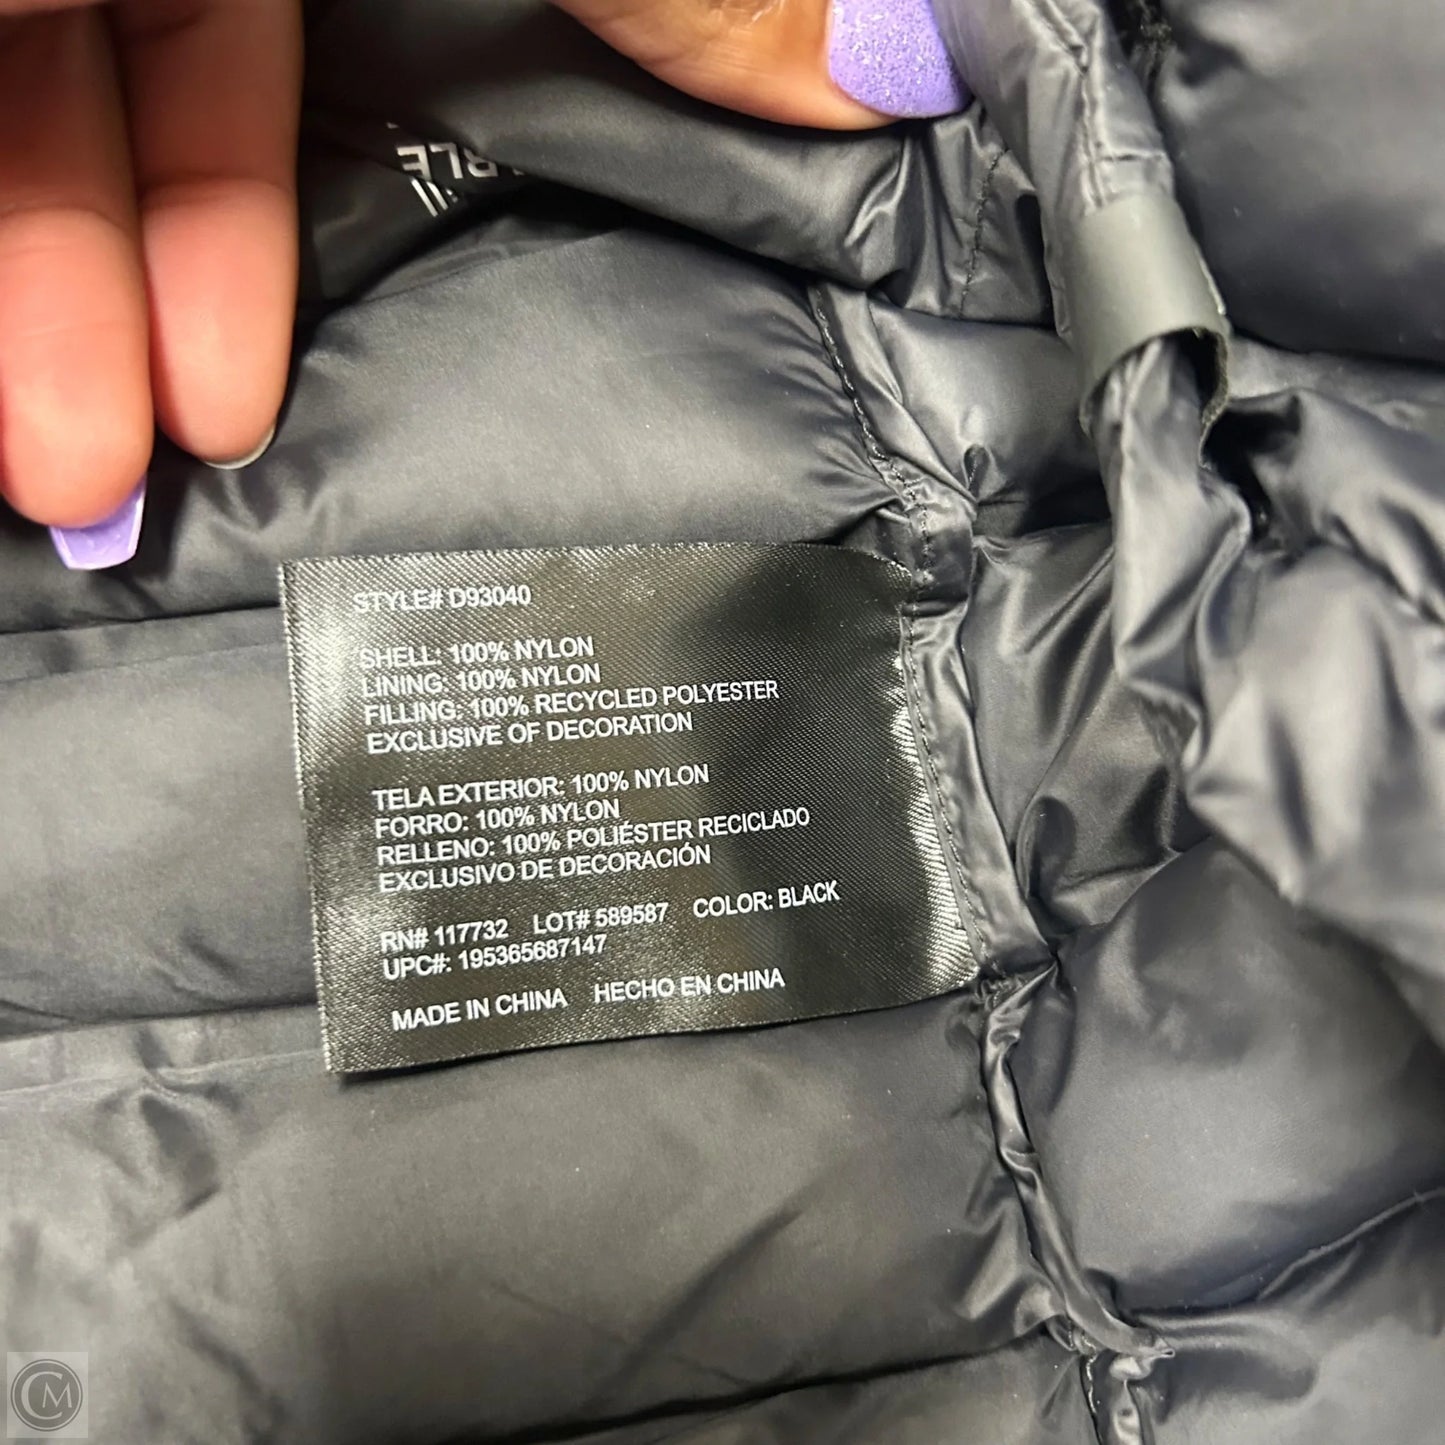 STYLE# D93040
SHELL: 100% NYLON
LINING: 100% NYLON
FILLING: 100% RECYCLED POLYESTER
EXCLUSIVE OF DECORATION
TELA EXTERIOR: 100% NYLON
FORRO: 100% NYLON
RELLENO: 100% POLIÉSTER RECICLADO
EXCLUSIVO DE DECORACIÓN
RN# 117732 LOT# 589587 COLOR: BLACK
UPC#: 195365687147
MADE IN CHINA HECHO EN CHINA
CM